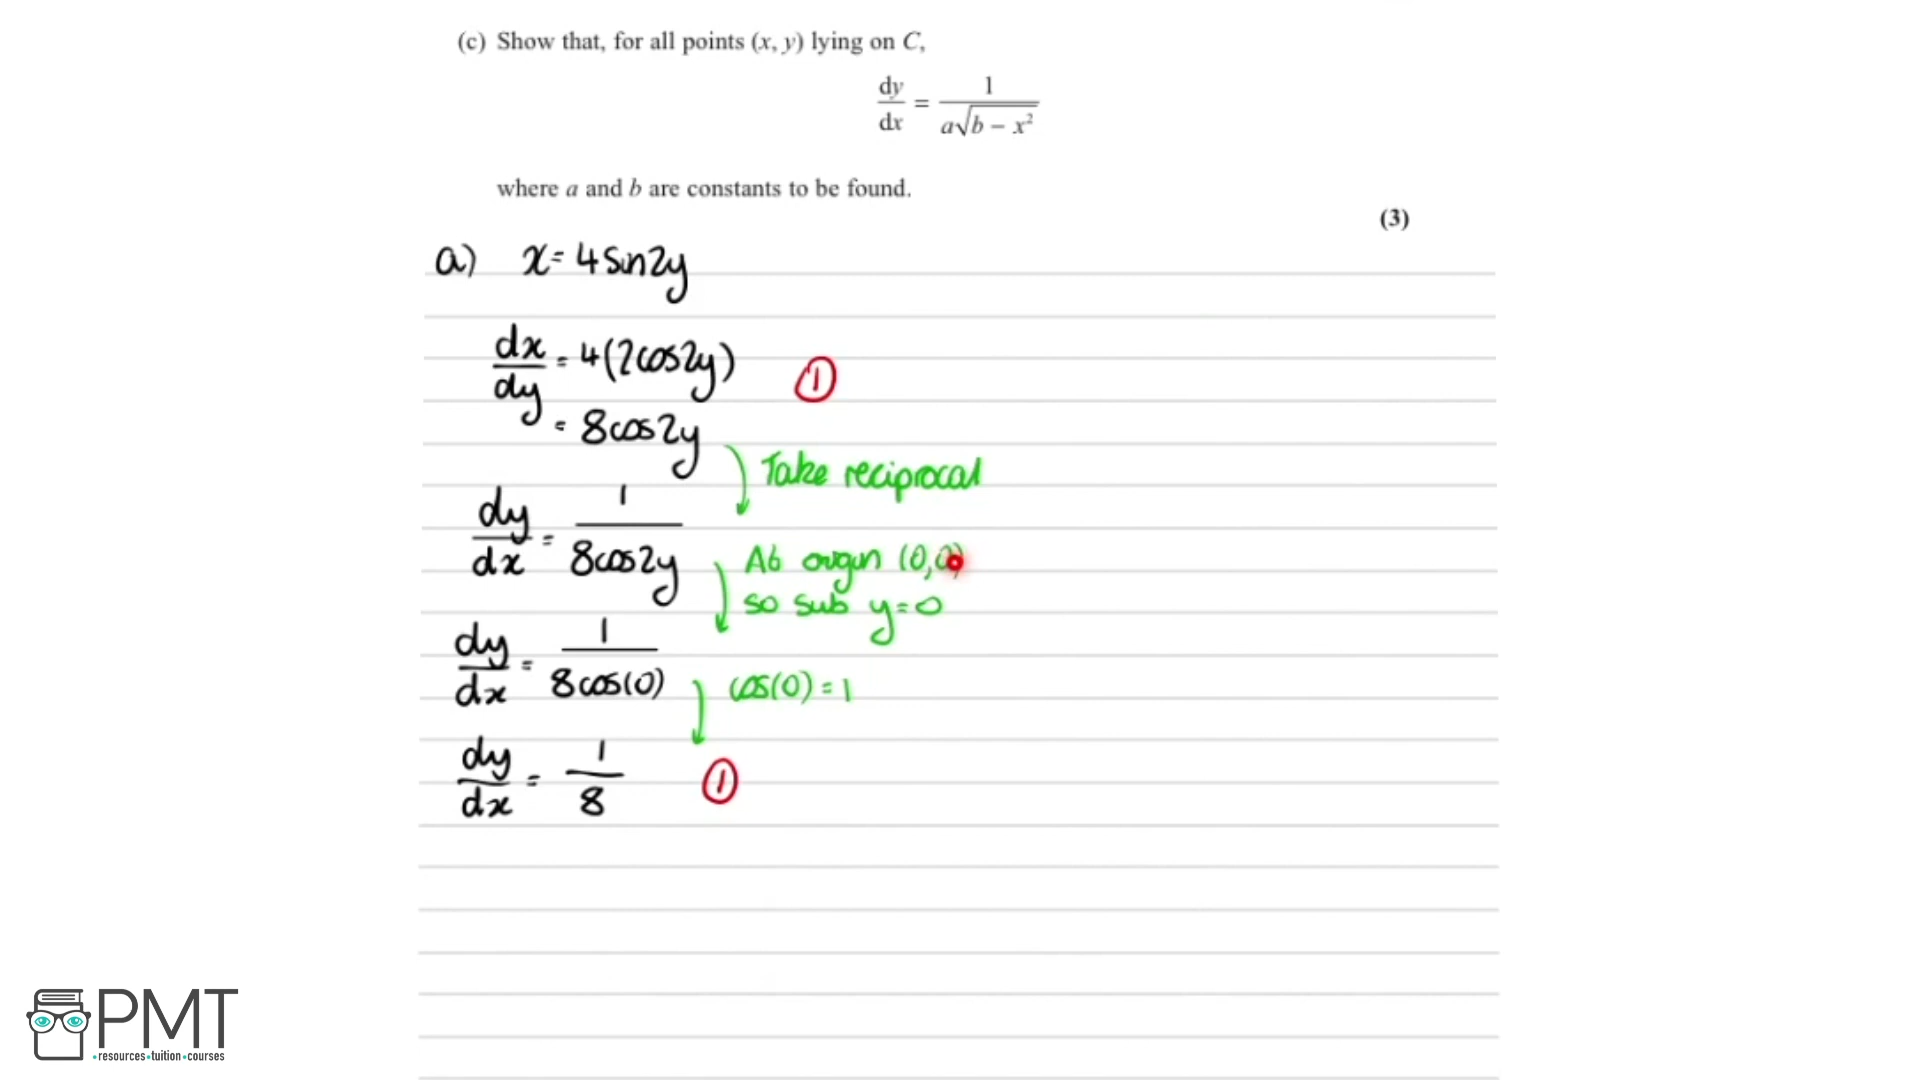 (c) Show that, for all points (x, y) lying on C,
dy/dx = 1/(a√(b − x²))
where a and b are constants to be found.
(3)
a) x = 4sin2y
dx/dy = 4(2cos2y) ①
= 8cos2y
Take reciprocal
dy/dx = 1/(8cos2y)
At origin (0,0)
so sub y=0
dy/dx = 1/(8cos(0))
cos(0) = 1
dy/dx = 1/8 ①
PMT
•resources•tuition•courses